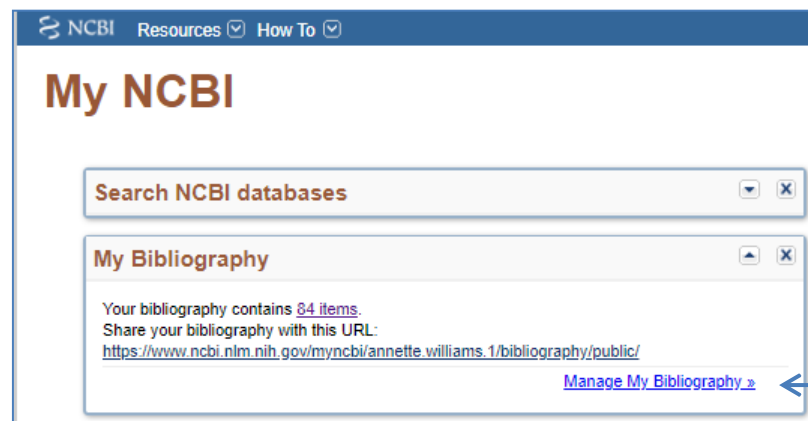 NCBI Resources How To
My NCBI
Search NCBI databases
My Bibliography
Your bibliography contains 84 items.
Share your bibliography with this URL:
https://www.ncbi.nlm.nih.gov/myncbi/annette.williams.1/bibliography/public/
Manage My Bibliography »